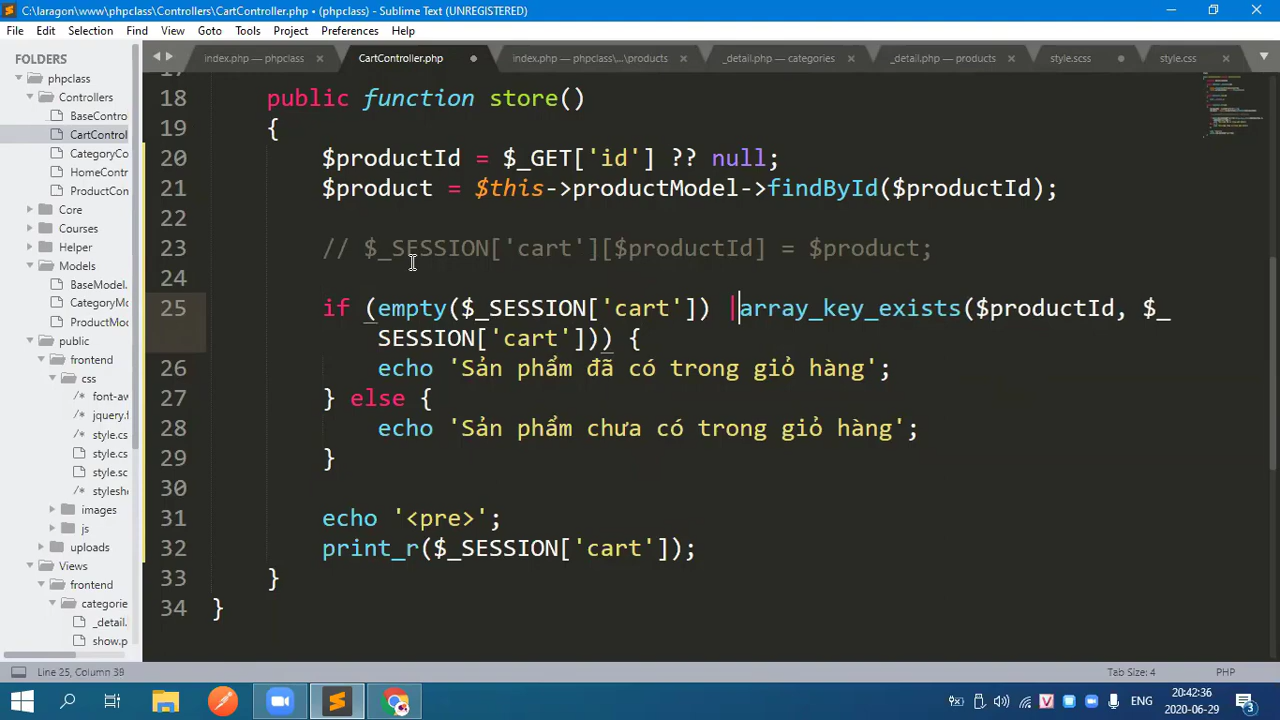 C:\laragon\www\phpclass\Controllers\CartController.php • (phpclass) - Sublime Text (UNREGISTERED)
File Edit Selection Find View Goto Tools Project Preferences Help
FOLDERS
phpclass
Controllers
BaseContro
CartControl
CategoryCo
HomeContr
ProductCon
Core
Courses
Helper
Models
BaseModel.
CategoryMo
ProductMod
public
frontend
css
font-aw
jquery.f
style.cs
style.cs
style.sc
stylesh
images
js
uploads
Views
frontend
categorie
_detail.
show.p
index.php — phpclass CartController.php index.php — phpclass\...\products _detail.php — categories _detail.php — products style.scss style.css
17
18 public function store()
19 {
20 $productId = $_GET['id'] ?? null;
21 $product = $this->productModel->findById($productId);
22
23 // $_SESSION['cart'][$productId] = $product;
24
25 if (empty($_SESSION['cart']) |array_key_exists($productId, $_
SESSION['cart'])) {
26 echo 'Sản phẩm đã có trong giỏ hàng';
27 } else {
28 echo 'Sản phẩm chưa có trong giỏ hàng';
29 }
30
31 echo '<pre>';
32 print_r($_SESSION['cart']);
33 }
34 }
Line 25, Column 39 Tab Size: 4 PHP
V ENG 20:42:36
2020-06-29 3